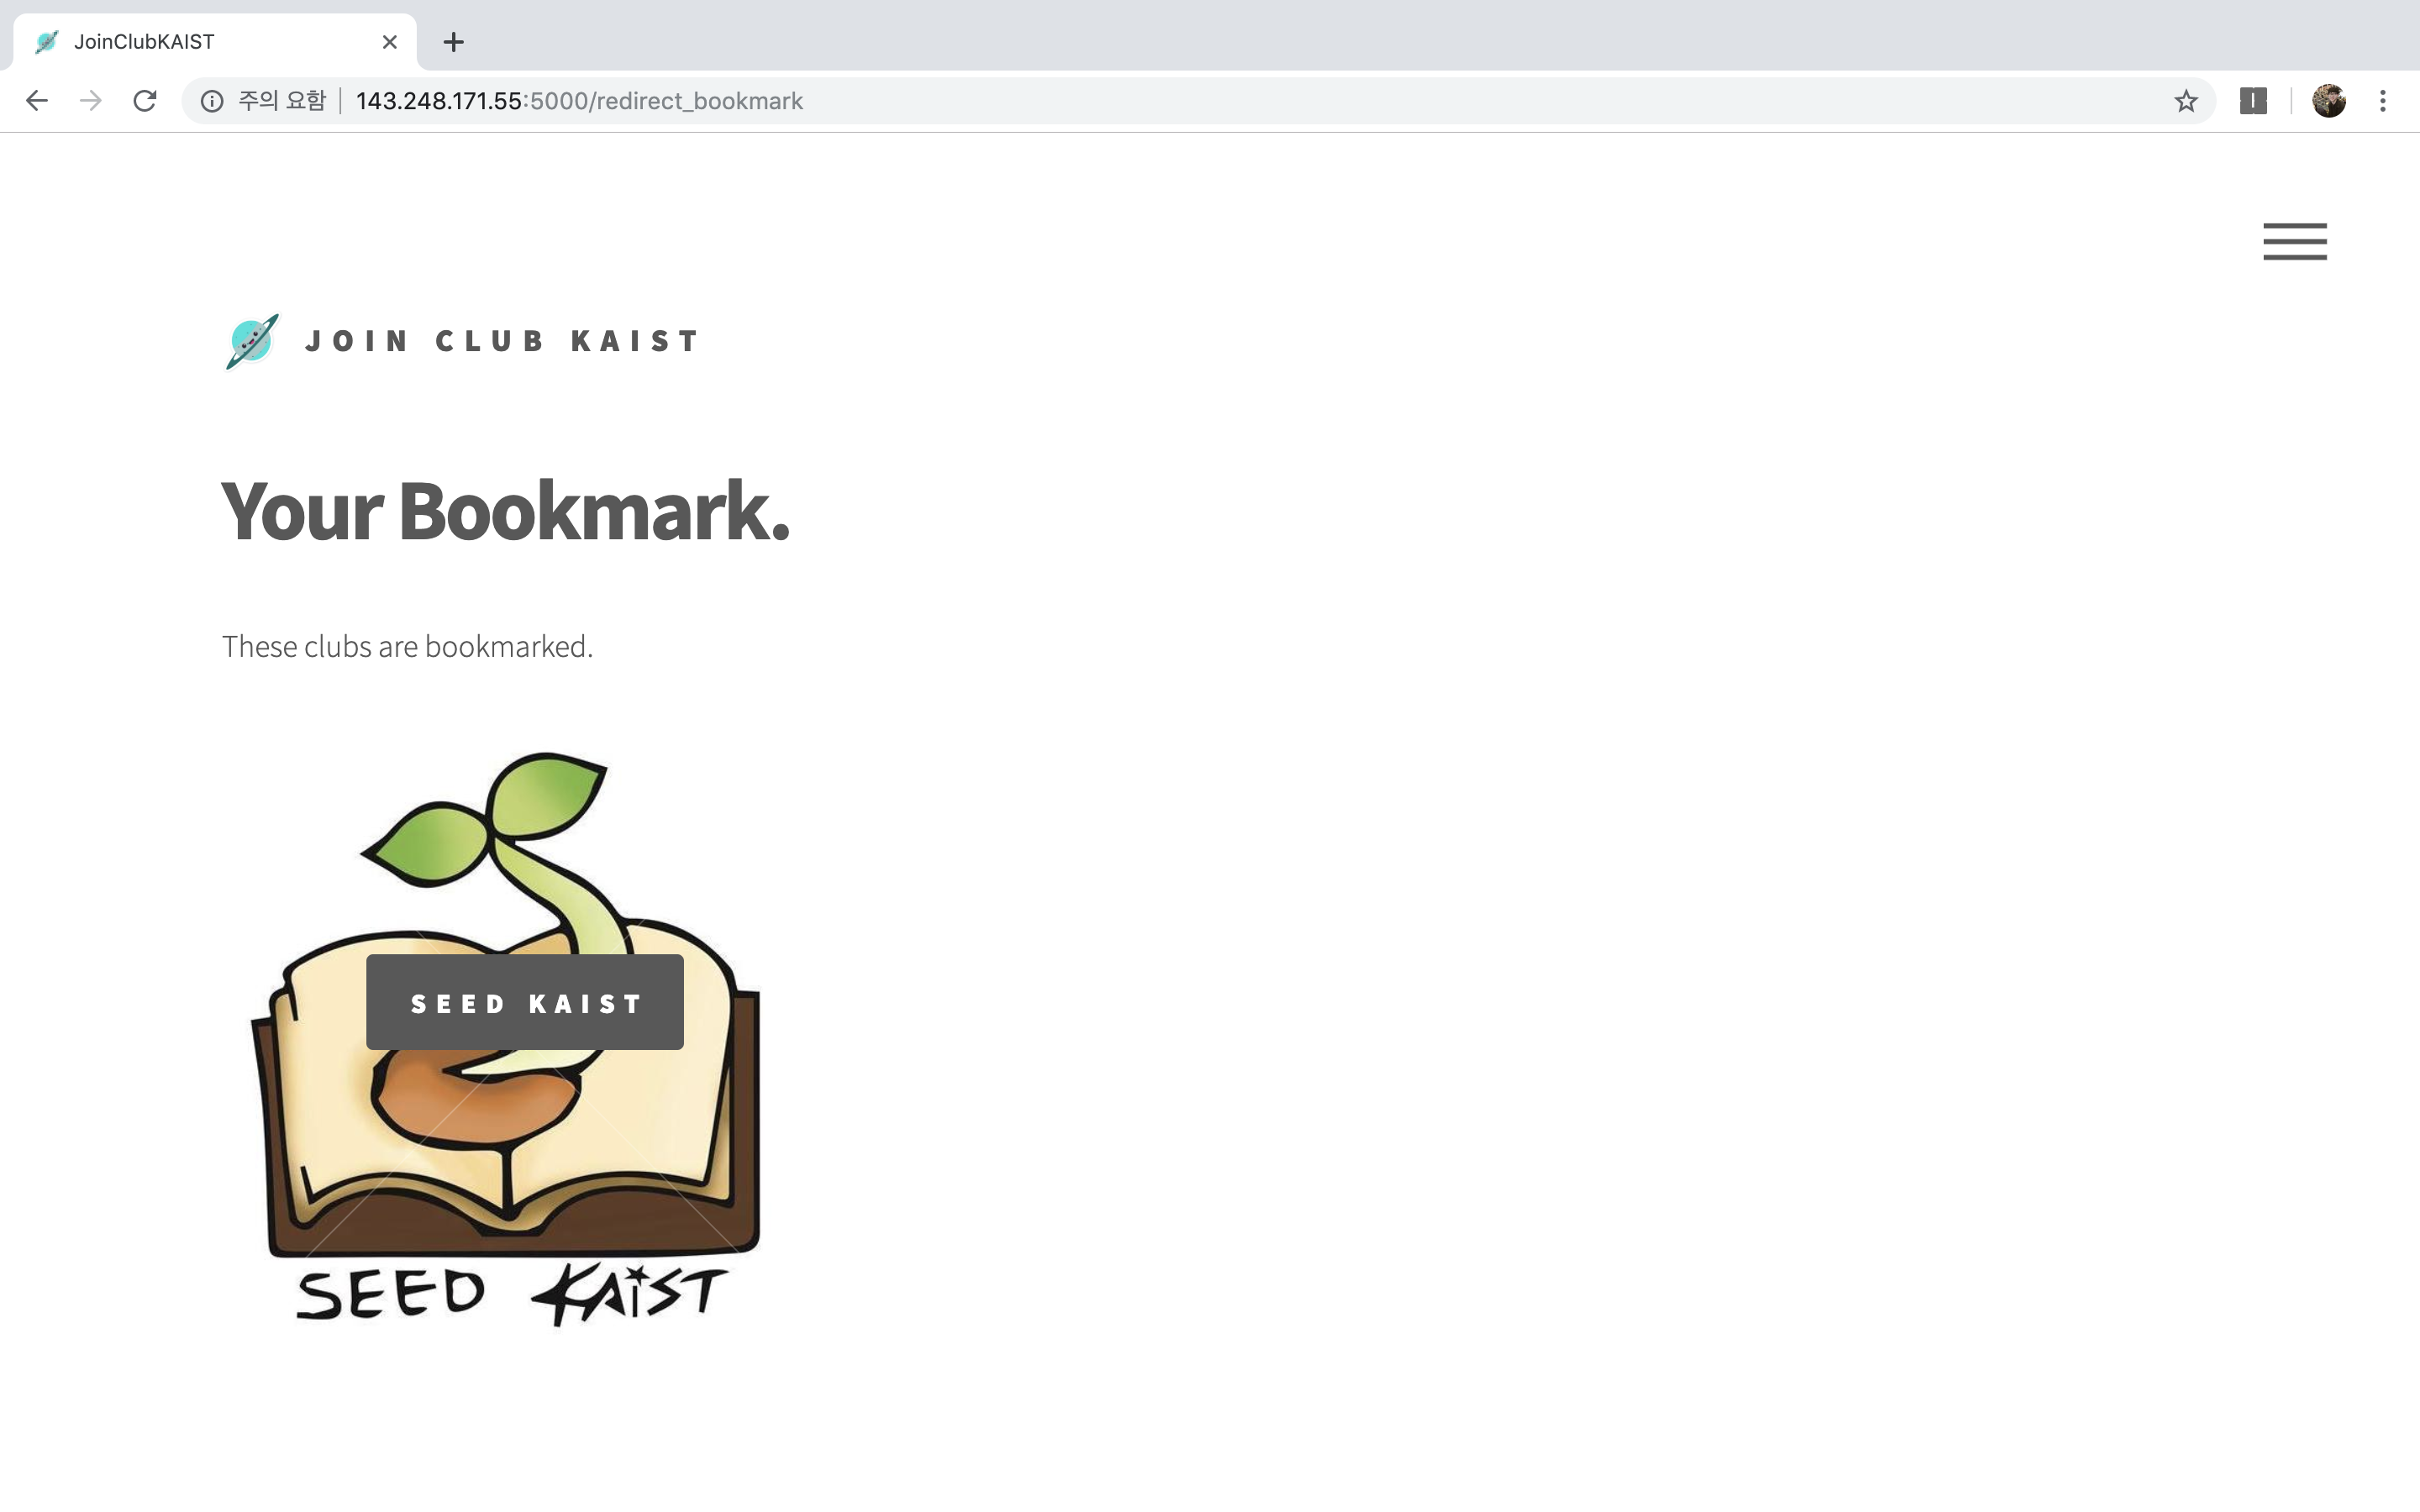 JoinClubKAIST
주의 요함 143.248.171.55:5000/redirect_bookmark
JOIN CLUB KAIST
Your Bookmark.
These clubs are bookmarked.
SEED KAIST
SEED KAiST